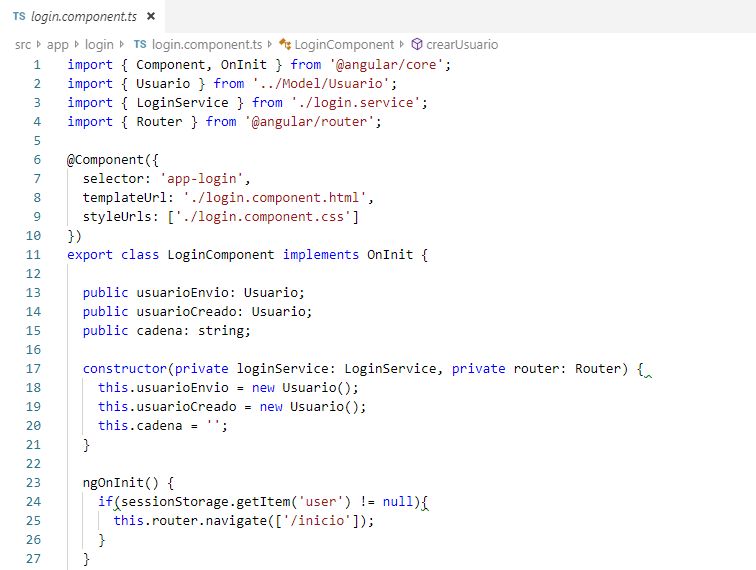 TS login.component.ts ×
src > app > login > TS login.component.ts > LoginComponent > crearUsuario
1 import { Component, OnInit } from '@angular/core';
2 import { Usuario } from '../Model/Usuario';
3 import { LoginService } from './login.service';
4 import { Router } from '@angular/router';
5
6 @Component({
7   selector: 'app-login',
8   templateUrl: './login.component.html',
9   styleUrls: ['./login.component.css']
10 })
11 export class LoginComponent implements OnInit {
12
13   public usuarioEnvio: Usuario;
14   public usuarioCreado: Usuario;
15   public cadena: string;
16
17   constructor(private loginService: LoginService, private router: Router) {
18     this.usuarioEnvio = new Usuario();
19     this.usuarioCreado = new Usuario();
20     this.cadena = '';
21   }
22
23   ngOnInit() {
24     if(sessionStorage.getItem('user') != null){
25       this.router.navigate(['/inicio']);
26     }
27   }